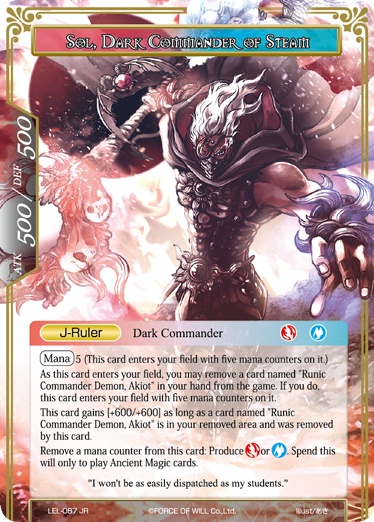 Sol, Dark Commander of Steam
DEF 500
ATK 500
J-Ruler Dark Commander
Mana 5 (This card enters your field with five mana counters on it.)
As this card enters your field, you may remove a card named "Runic
Commander Demon, Akiot" in your hand from the game. If you do,
this card enters your field with five mana counters on it.
This card gains [+600/+600] as long as a card named "Runic
Commander Demon, Akiot" is in your removed area and was removed
by this card.
Remove a mana counter from this card: Produce or . Spend this
will only to play Ancient Magic cards.
"I won't be as easily dispatched as my students."
LEL-087 JR ©FORCE OF WILL Co.,Ltd. Illust/あき